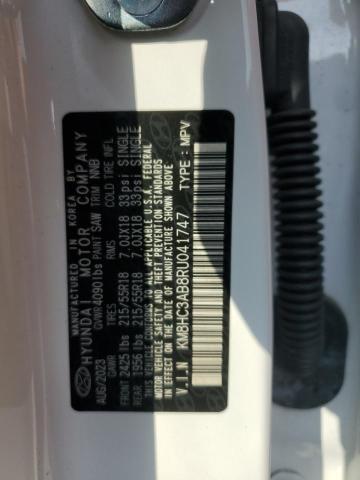 MANUFACTURED IN KOREA BY
HYUNDAI MOTOR COMPANY
AUG/2023 GVWR 4090 lbs PAINT SAW TRIM NNB
GAWR TIRES RIMS COLD TIRE INFL
FRONT 2425 lbs 215/55R18 7.0JX18 33psi SINGLE
REAR 1956 lbs 215/55R18 7.0JX18 33psi SINGLE
THIS VEHICLE CONFORMS TO ALL APPLICABLE U.S.A. FEDERAL
MOTOR VEHICLE SAFETY AND THEFT PREVENTION STANDARDS
IN EFFECT ON THE DATE OF MANUFACTURE SHOWN ABOVE.
V.I.N KM8HC3AB8RU041747. TYPE: MPV